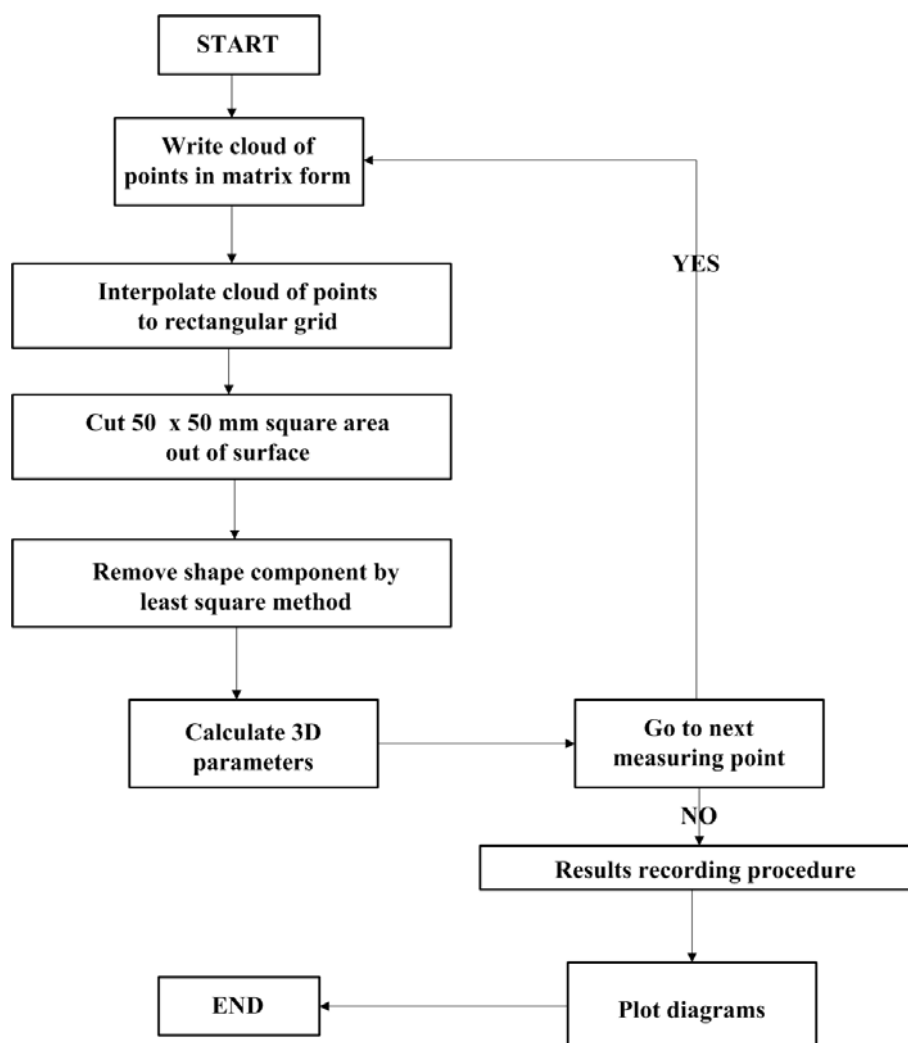 START
Write cloud of
points in matrix form
YES
Interpolate cloud of points
to rectangular grid
Cut 50  x 50 mm square area
out of surface
Remove shape component by
least square method
Calculate 3D
parameters
Go to next
measuring point
NO
Results recording procedure
Plot diagrams
END